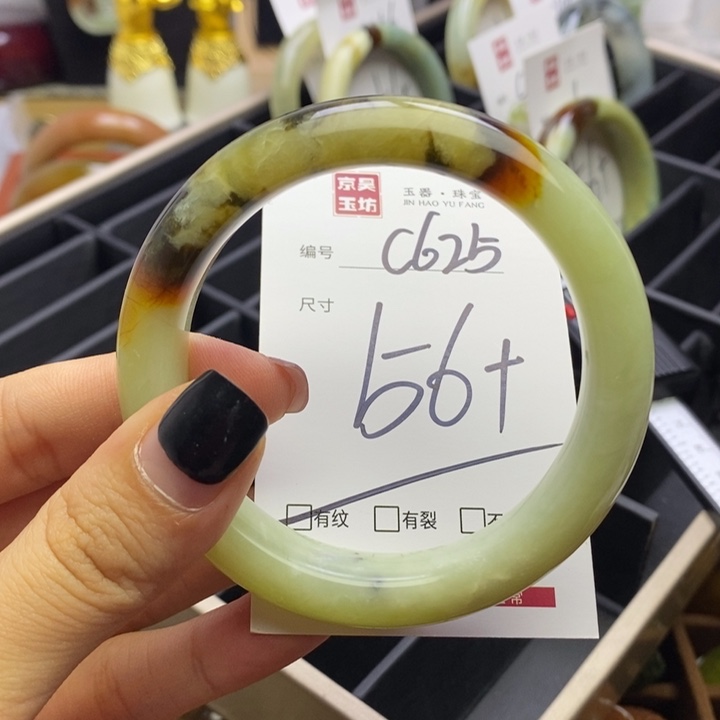 京昊
玉坊
玉器·珠宝
JIN HAO YU FANG
编号 C625
尺寸
56+
有纹 有裂 不